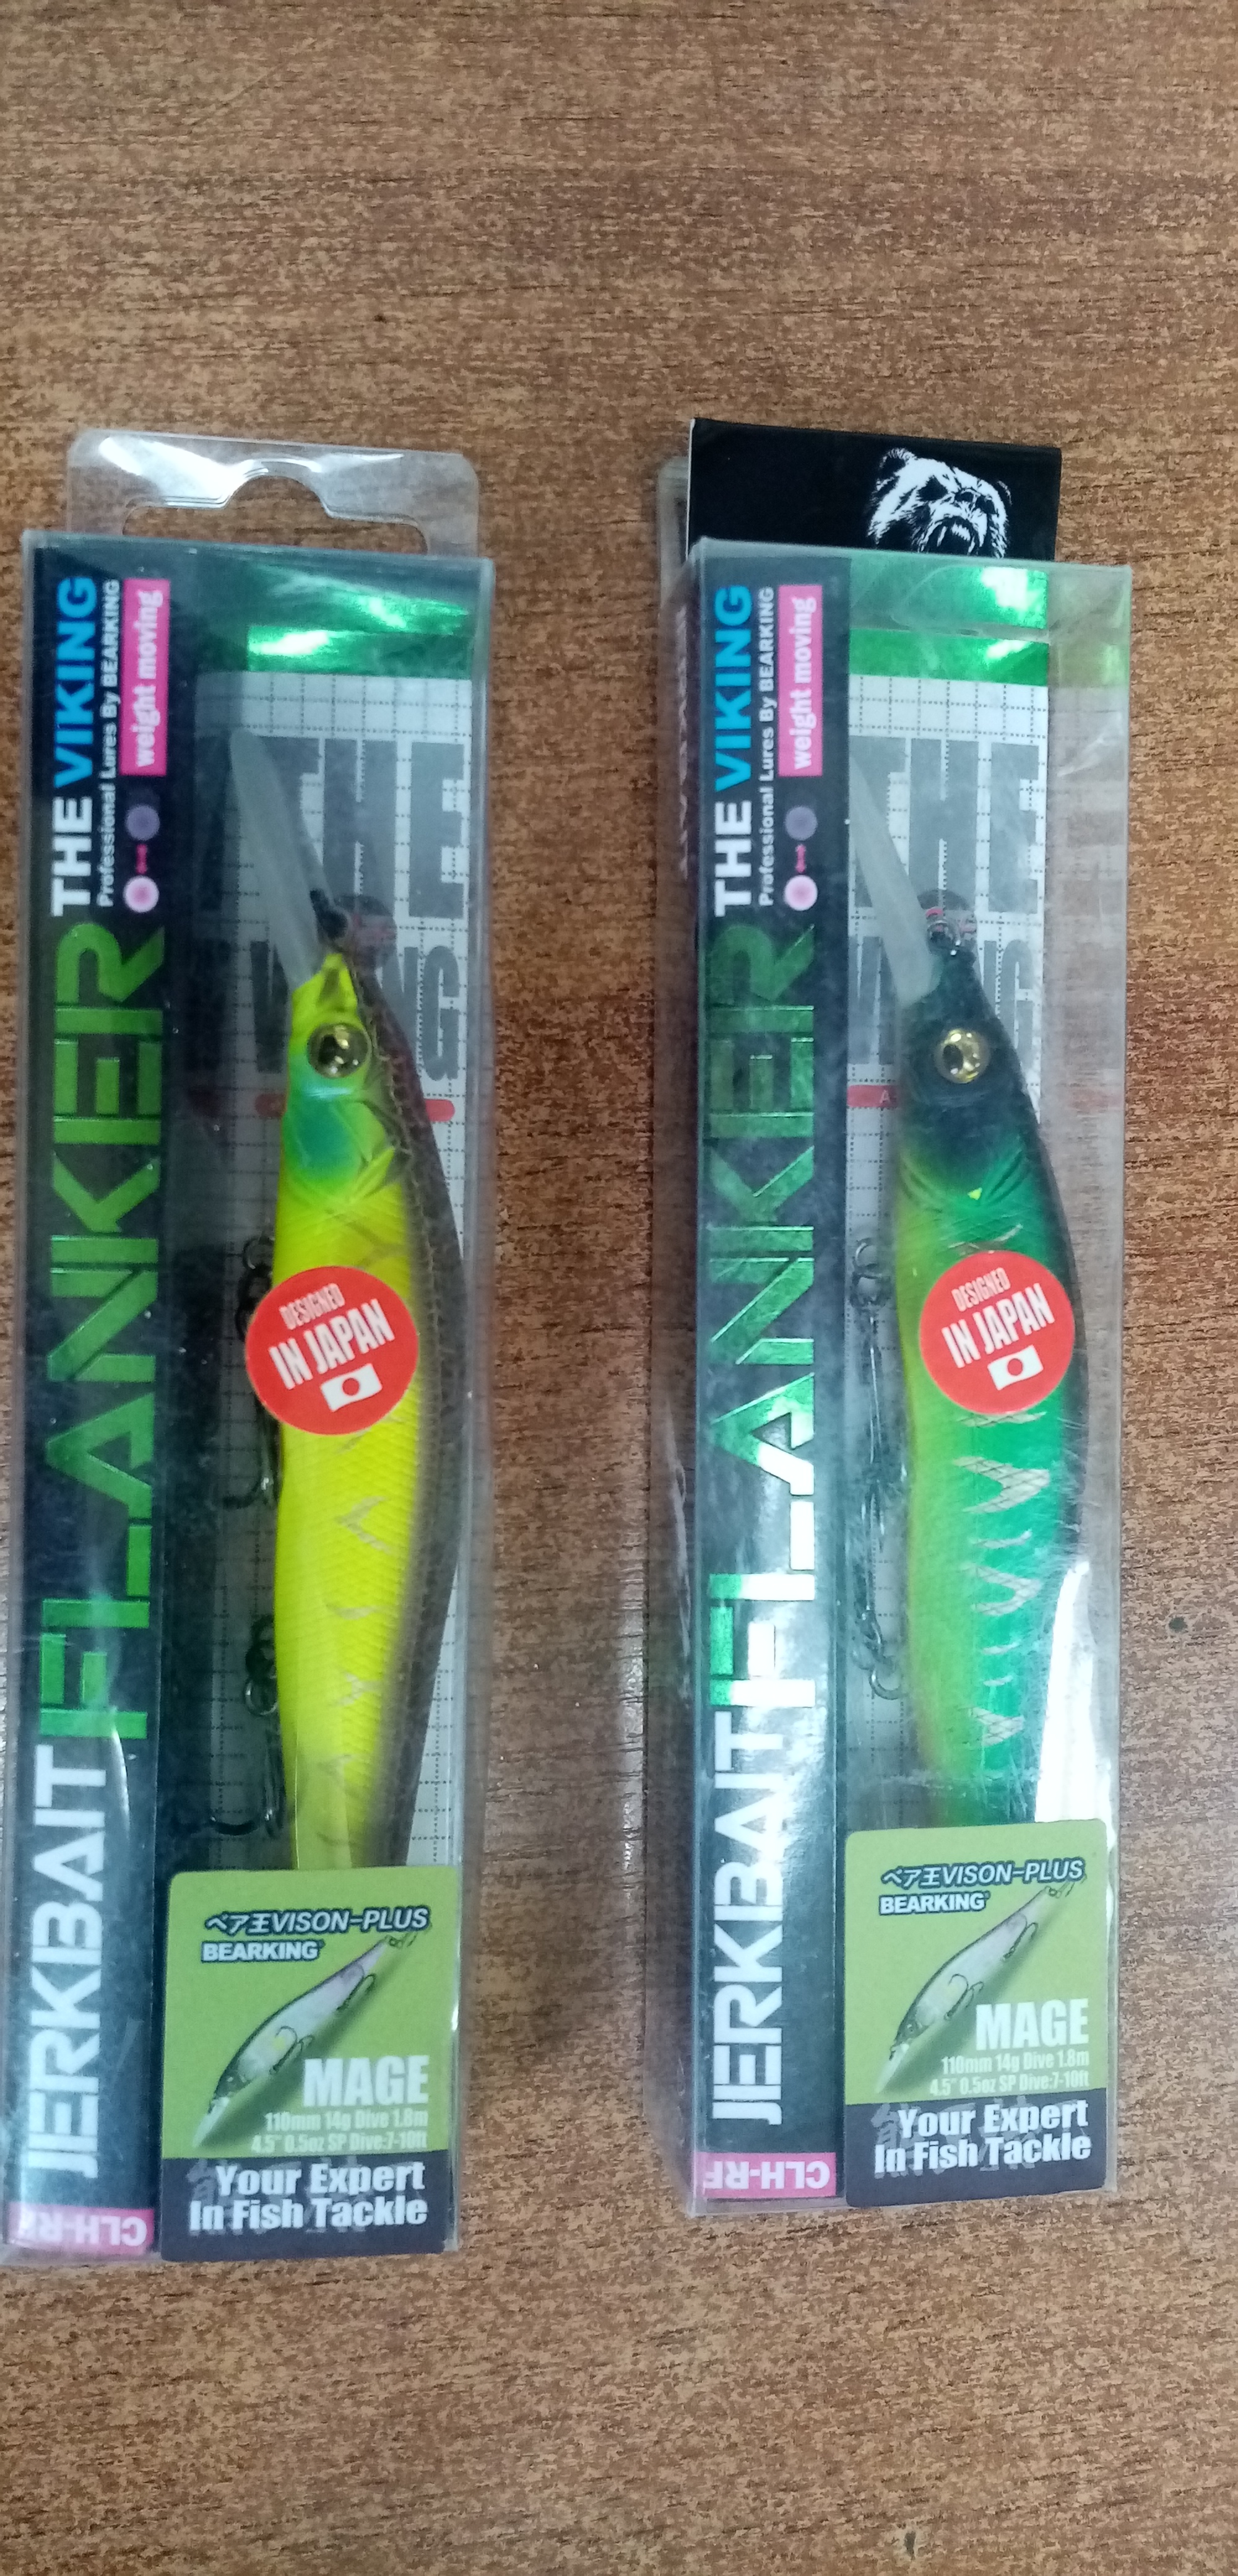 JERKBAIT FLANKER THE VIKING
Professional Lures By BEARKING
weight moving
THE
DESIGNED
IN JAPAN
ベア王VISON-PLUS
BEARKING
MAGE
110mm 14g Dive 1.8m
4.5" 0.5oz SP Dive:7-10ft
Your Expert
In Fish Tackle
CLH-RF
JERKBAIT FLANKER THE VIKING
Professional Lures By BEARKING
weight moving
THE
DESIGNED
IN JAPAN
ベア王VISON-PLUS
BEARKING
MAGE
110mm 14g Dive 1.8m
4.5" 0.5oz SP Dive:7-10ft
Your Expert
In Fish Tackle
CLH-RF